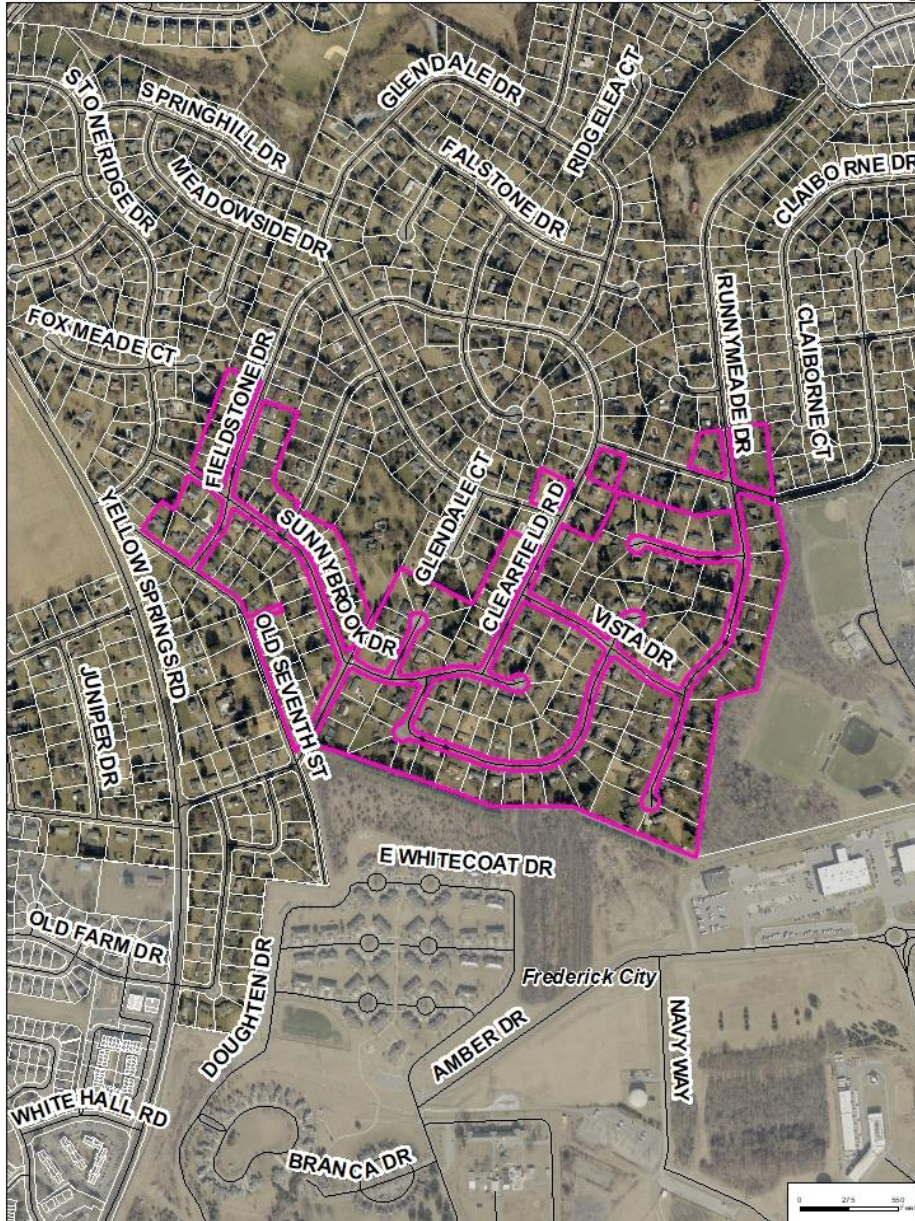 GLENDALE DR
RIDGELEA CT
STONERIDGE DR
SPRINGHILL DR
FALSTONE DR
MEADOWSIDE DR
CLAIBORNE DR
RUNNYMEADE DR
FOX MEADE CT
FIELDSTONE DR
CLAIBORNE CT
GLENDALE CT
CLEARFIELD RD
YELLOW SPRINGS RD
SUNNYBROOK DR
VISTA DR
OLD SEVENTH ST
JUNIPER DR
E WHITECOAT DR
OLD FARM DR
DOUGHTEN DR
Frederick City
AMBER DR
NAVY WAY
WHITE HALL RD
BRANCA DR
0 275 550
Feet